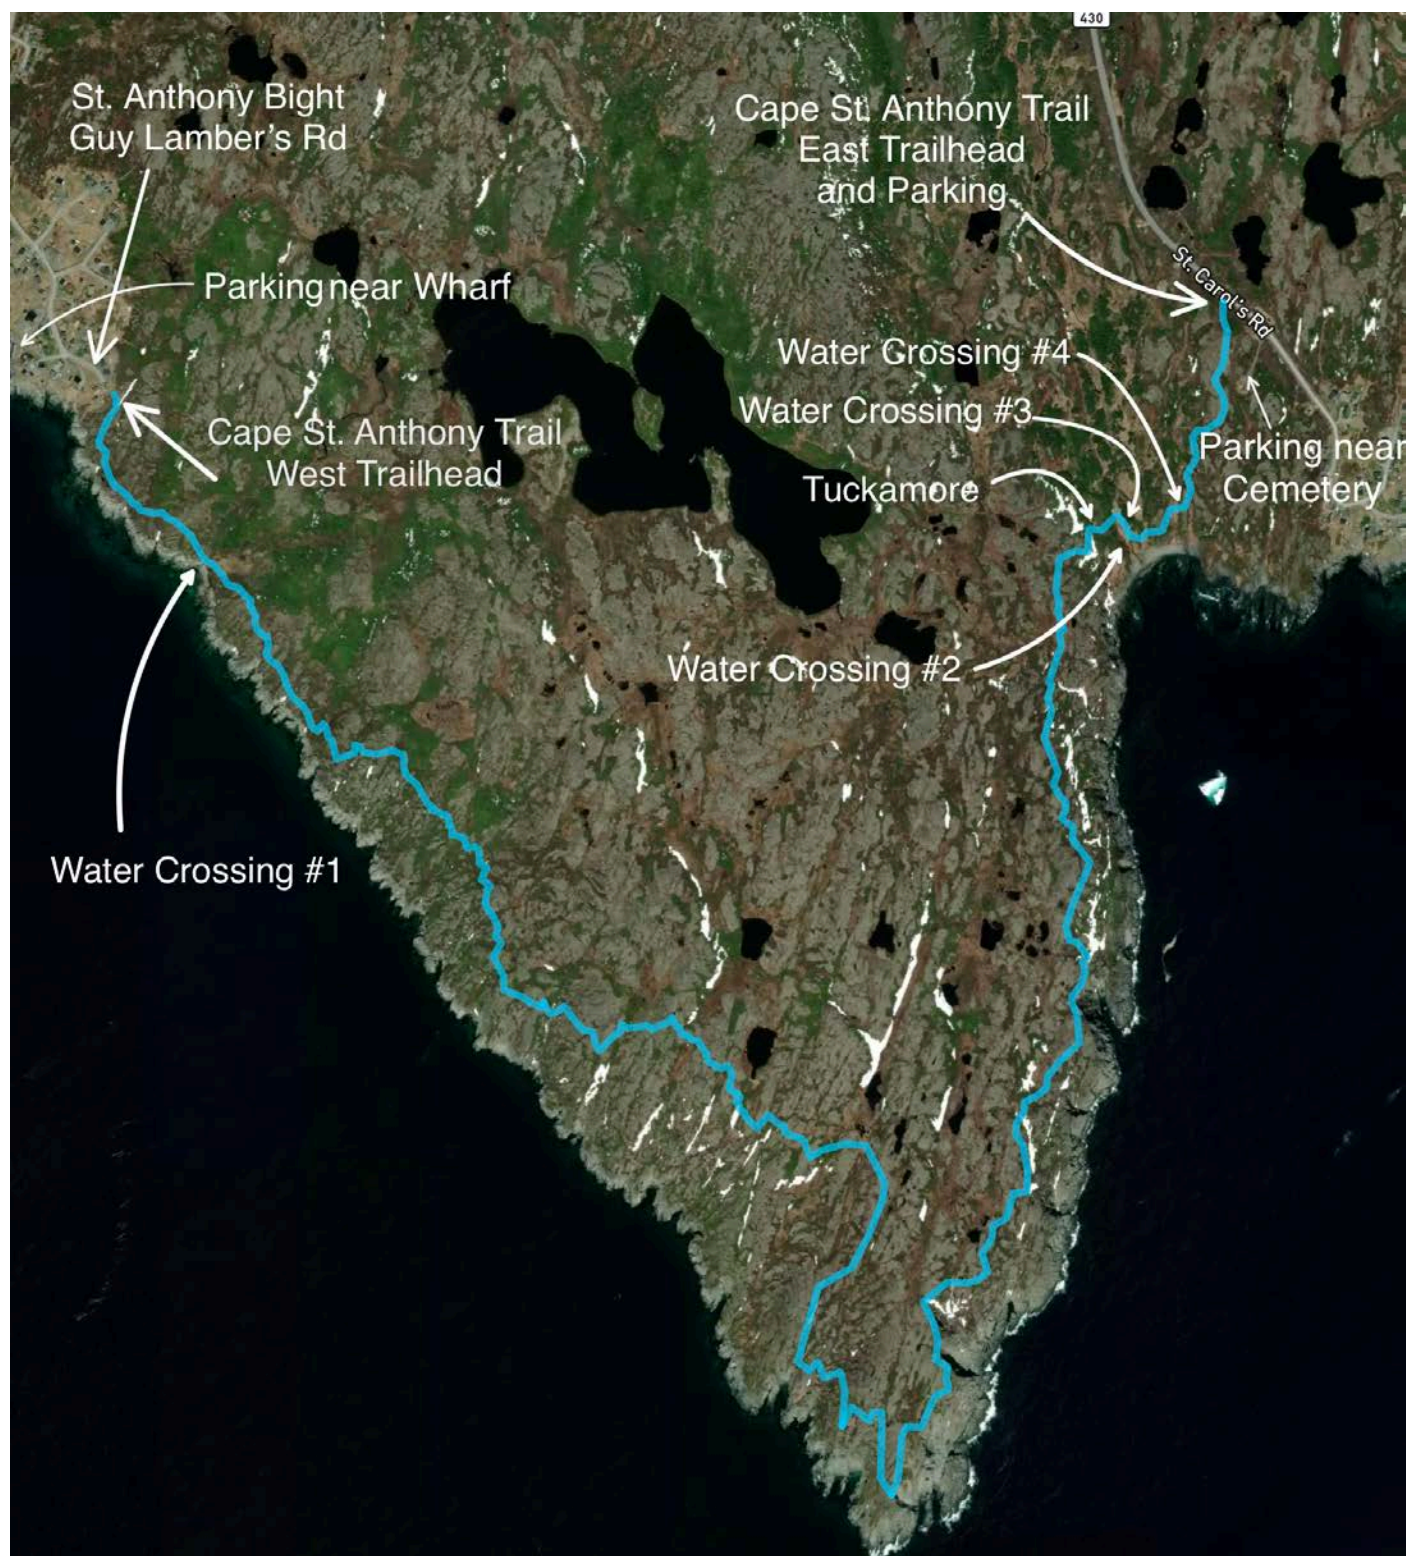 430
St. Anthony Bight
Guy Lamber's Rd
Cape St. Anthony Trail
East Trailhead
and Parking
St. Carol's Rd
Parking near Wharf
Water Crossing #4
Water Crossing #3
Cape St. Anthony Trail
West Trailhead
Parking near
Cemetery
Tuckamore
Water Crossing #2
Water Crossing #1